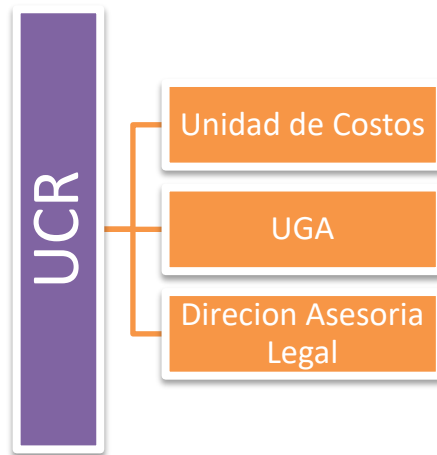 UCR
Unidad de Costos
UGA
Direcion Asesoria
Legal